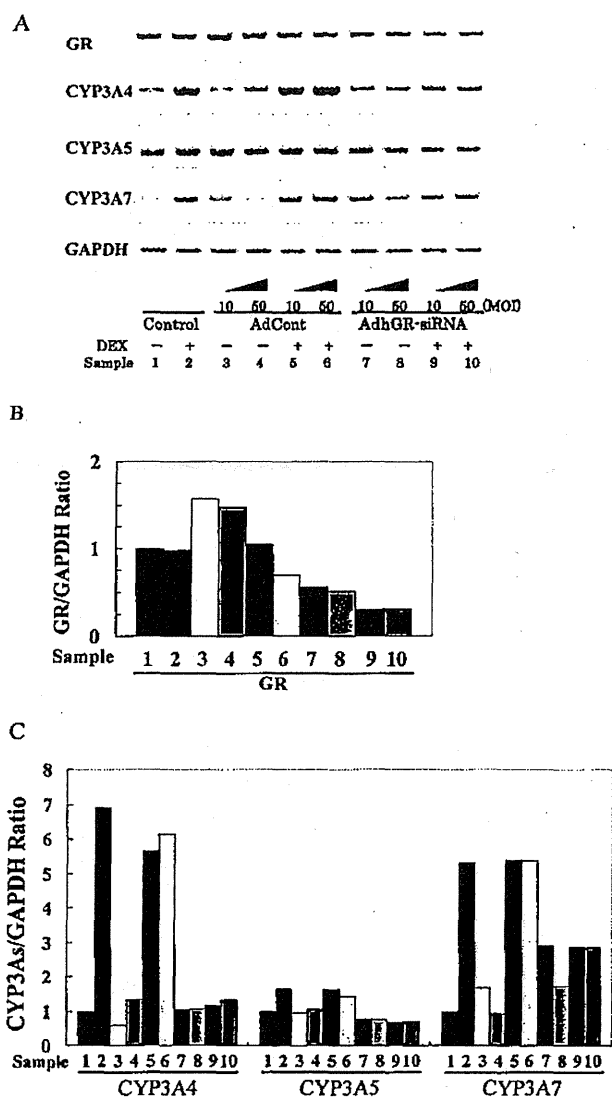 A
GR
CYP3A4
CYP3A5
CYP3A7
GAPDH
10 50 10 50 10 50 10 50 (MOI)
Control AdCont AdhGR-siRNA
DEX − + − − + + − − + +
Sample 1 2 3 4 5 6 7 8 9 10
B
GR/GAPDH Ratio
2
1
0
Sample 1 2 3 4 5 6 7 8 9 10
GR
C
CYP3As/GAPDH Ratio
8
7
6
5
4
3
2
1
0
Sample 1 2 3 4 5 6 7 8 9 10 1 2 3 4 5 6 7 8 9 10 1 2 3 4 5 6 7 8 9 10
CYP3A4 CYP3A5 CYP3A7